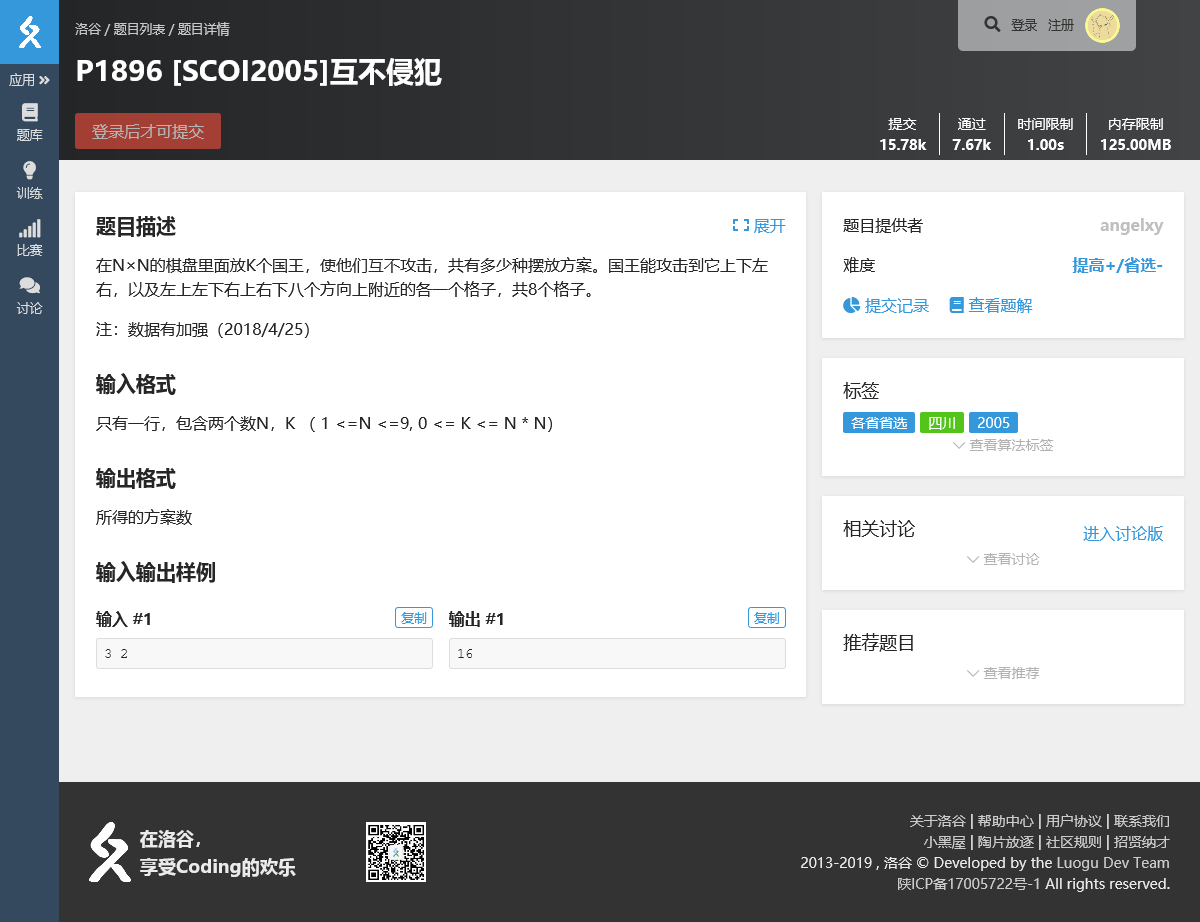 洛谷 / 题目列表 / 题目详情
登录 注册
P1896 [SCOI2005]互不侵犯
登录后才可提交
提交 通过 时间限制 内存限制
15.78k 7.67k 1.00s 125.00MB
应用
题库
训练
比赛
讨论
题目描述 展开
在N×N的棋盘里面放K个国王，使他们互不攻击，共有多少种摆放方案。国王能攻击到它上下左
右，以及左上左下右上右下八个方向上附近的各一个格子，共8个格子。
注：数据有加强（2018/4/25）
输入格式
只有一行，包含两个数N，K （ 1 <=N <=9, 0 <= K <= N * N）
输出格式
所得的方案数
输入输出样例
输入 #1 复制 输出 #1 复制
3 2 16
题目提供者 angelxy
难度 提高+/省选-
提交记录 查看题解
标签
各省省选 四川 2005
查看算法标签
相关讨论 进入讨论版
查看讨论
推荐题目
查看推荐
在洛谷，
享受Coding的欢乐
关于洛谷 | 帮助中心 | 用户协议 | 联系我们
小黑屋 | 陶片放逐 | 社区规则 | 招贤纳才
2013-2019 , 洛谷 © Developed by the Luogu Dev Team
陕ICP备17005722号-1 All rights reserved.